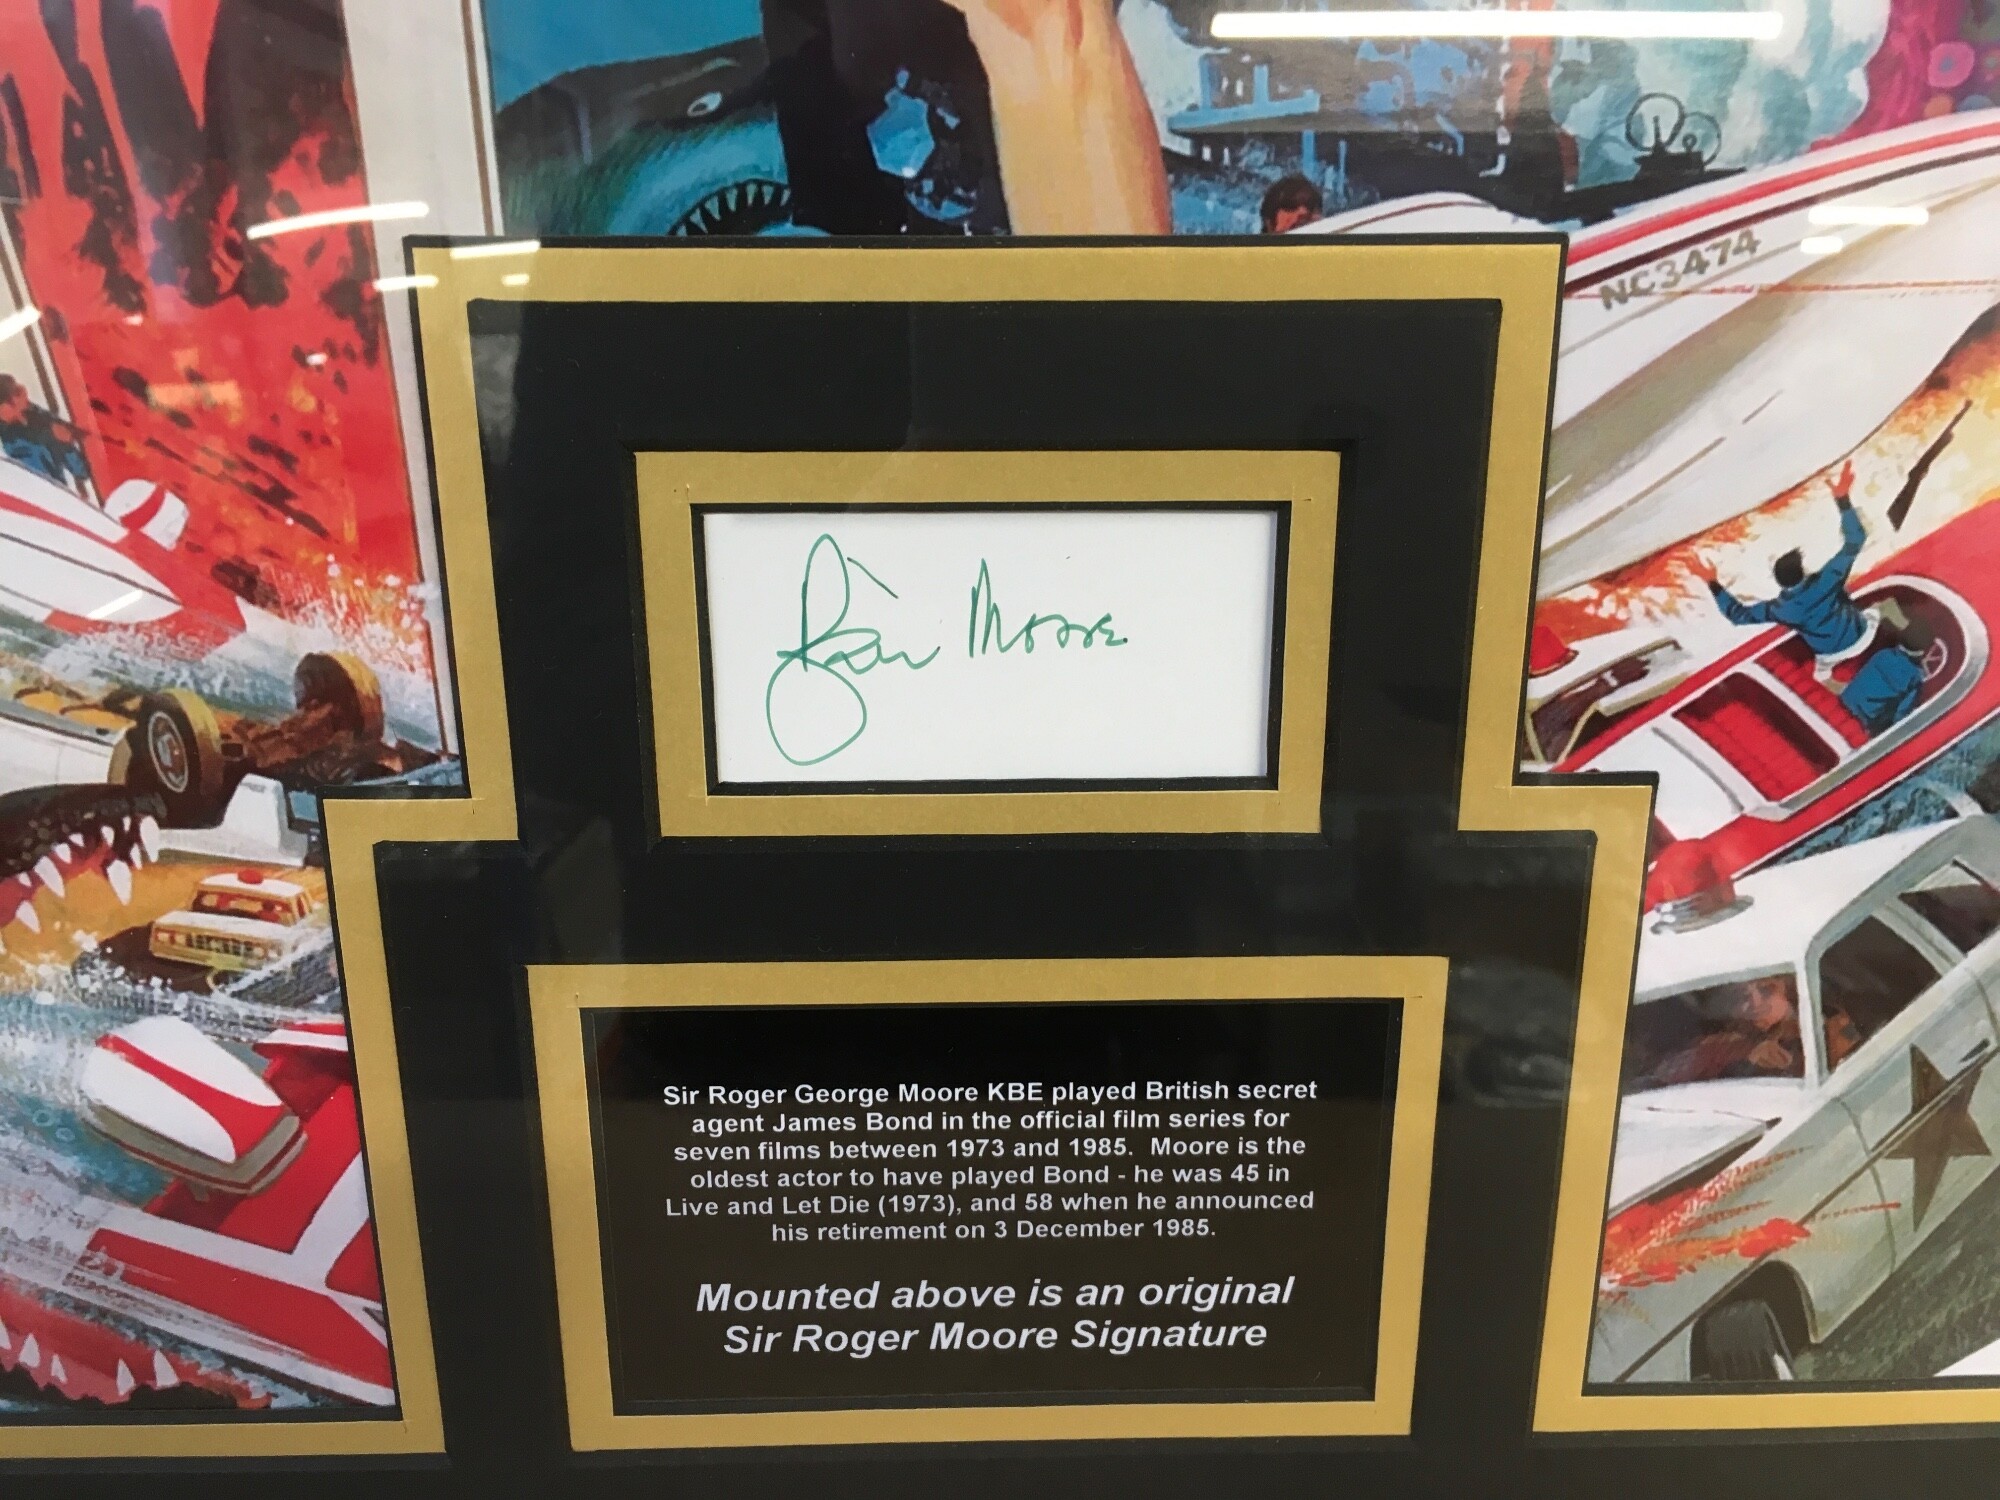 NC3474
Roger Moore
Sir Roger George Moore KBE played British secret
agent James Bond in the official film series for
seven films between 1973 and 1985. Moore is the
oldest actor to have played Bond - he was 45 in
Live and Let Die (1973), and 58 when he announced
his retirement on 3 December 1985.
Mounted above is an original
Sir Roger Moore Signature